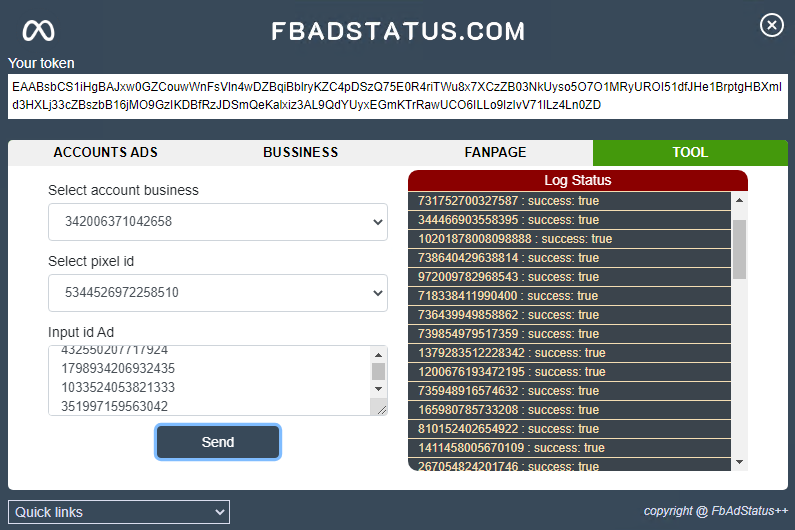 FBADSTATUS.COM
Your token
EAABsbCS1iHgBAJxw0GZCouwWnFsVIn4wDZBqiBblryKZC4pDSzQ75E0R4riTWu8x7XCzZB03NkUyso5O7O1MRyUROI51dfJHe1BrptgHBXmI
d3HXLj33cZBszbB16jMO9GzIKDBfRzJDSmQeKaIxiz3AL9QdYUyxEGmKTrRawUCO6ILLo9IzIvV71ILz4Ln0ZD
ACCOUNTS ADS
BUSSINESS
FANPAGE
TOOL
Select account business
342006371042658
Select pixel id
5344526972258510
Input id Ad
432550207717924
1798934206932435
1033524053821333
351997159563042
Send
Log Status
731752700327587 : success: true
344466903558395 : success: true
10201878008098888 : success: true
738640429638814 : success: true
972009782968543 : success: true
718338411990400 : success: true
736439949858862 : success: true
739854979517359 : success: true
1379283512228342 : success: true
1200676193472195 : success: true
735948916574632 : success: true
165980785733208 : success: true
810152402654922 : success: true
1411458005670109 : success: true
267054824201746 : success: true
Quick links
copyright @ FbAdStatus++